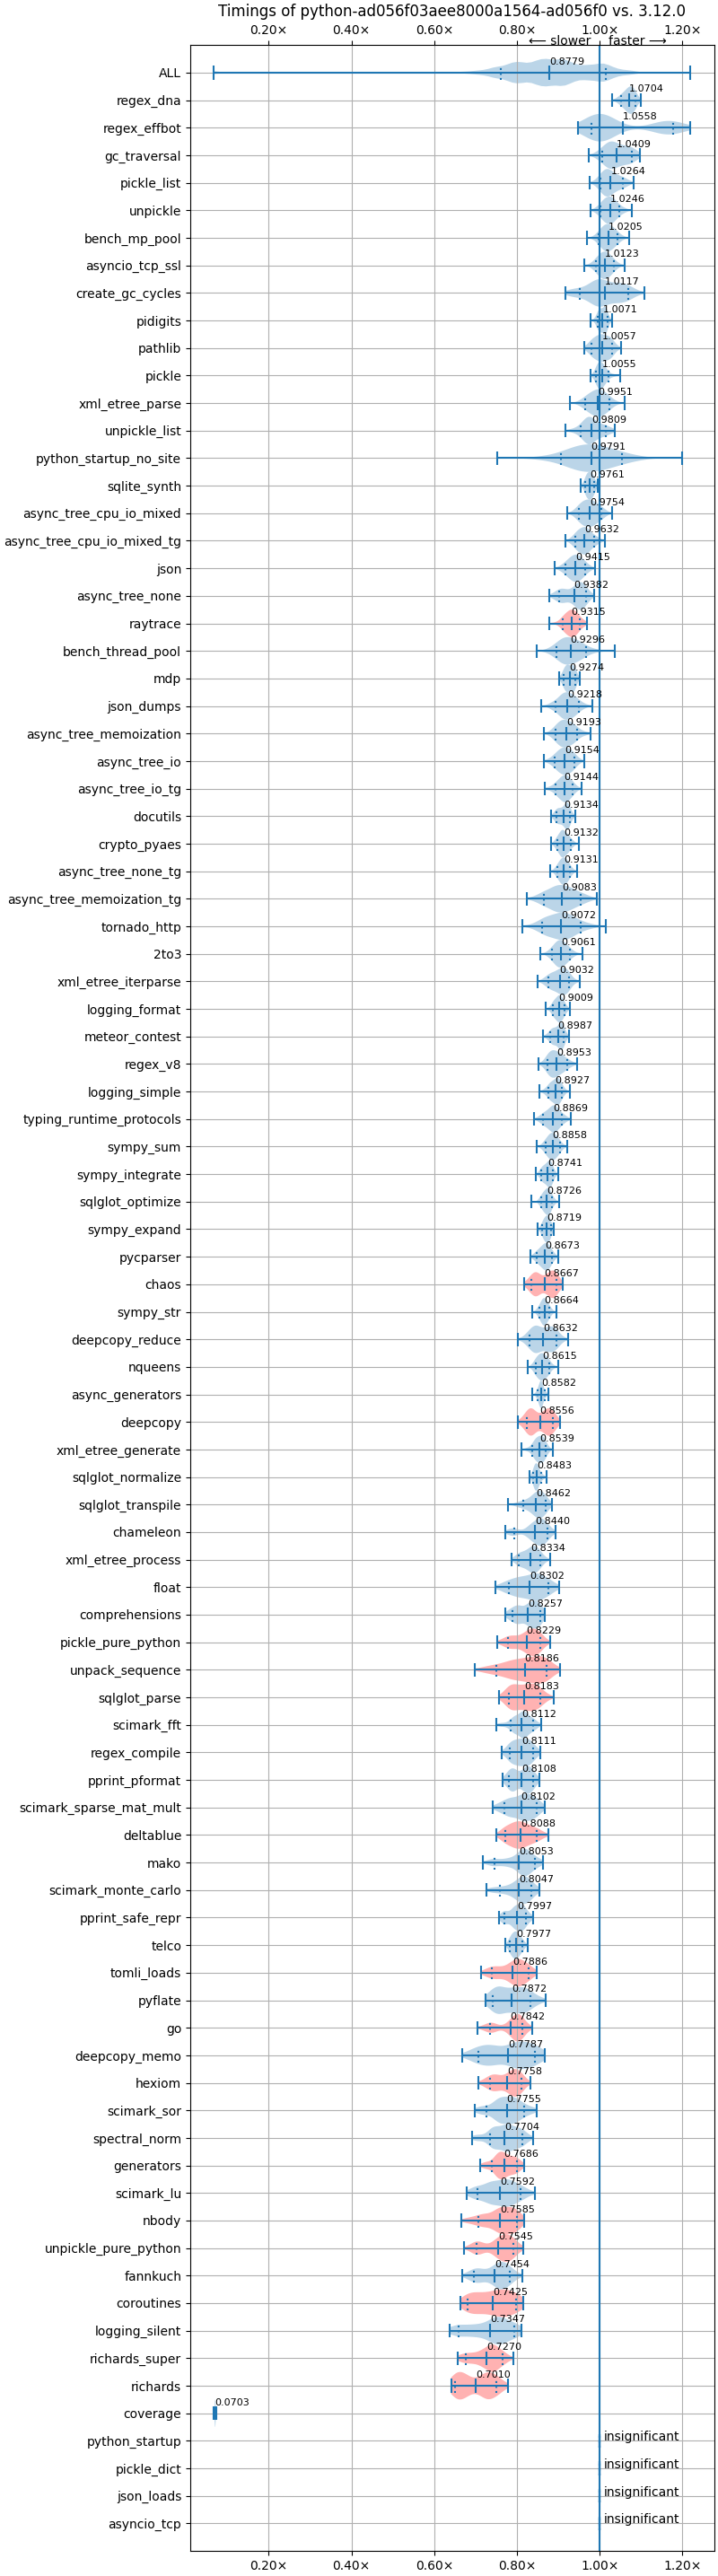 Timings of python-ad056f03aee8000a1564-ad056f0 vs. 3.12.0
0.20× 0.40× 0.60× 0.80× 1.00× 1.20×
⟵ slower faster ⟶
ALL 0.8779
regex_dna 1.0704
regex_effbot 1.0558
gc_traversal 1.0409
pickle_list 1.0264
unpickle 1.0246
bench_mp_pool 1.0205
asyncio_tcp_ssl 1.0123
create_gc_cycles 1.0117
pidigits 1.0071
pathlib 1.0057
pickle 1.0055
xml_etree_parse 0.9951
unpickle_list 0.9809
python_startup_no_site 0.9791
sqlite_synth 0.9761
async_tree_cpu_io_mixed 0.9754
async_tree_cpu_io_mixed_tg 0.9632
json 0.9415
async_tree_none 0.9382
raytrace 0.9315
bench_thread_pool 0.9296
mdp 0.9274
json_dumps 0.9218
async_tree_memoization 0.9193
async_tree_io 0.9154
async_tree_io_tg 0.9144
docutils 0.9134
crypto_pyaes 0.9132
async_tree_none_tg 0.9131
async_tree_memoization_tg 0.9083
tornado_http 0.9072
2to3 0.9061
xml_etree_iterparse 0.9032
logging_format 0.9009
meteor_contest 0.8987
regex_v8 0.8953
logging_simple 0.8927
typing_runtime_protocols 0.8869
sympy_sum 0.8858
sympy_integrate 0.8741
sqlglot_optimize 0.8726
sympy_expand 0.8719
pycparser 0.8673
chaos 0.8667
sympy_str 0.8664
deepcopy_reduce 0.8632
nqueens 0.8615
async_generators 0.8582
deepcopy 0.8556
xml_etree_generate 0.8539
sqlglot_normalize 0.8483
sqlglot_transpile 0.8462
chameleon 0.8440
xml_etree_process 0.8334
float 0.8302
comprehensions 0.8257
pickle_pure_python 0.8229
unpack_sequence 0.8186
sqlglot_parse 0.8183
scimark_fft 0.8112
regex_compile 0.8111
pprint_pformat 0.8108
scimark_sparse_mat_mult 0.8102
deltablue 0.8088
mako 0.8053
scimark_monte_carlo 0.8047
pprint_safe_repr 0.7997
telco 0.7977
tomli_loads 0.7886
pyflate 0.7872
go 0.7842
deepcopy_memo 0.7787
hexiom 0.7758
scimark_sor 0.7755
spectral_norm 0.7704
generators 0.7686
scimark_lu 0.7592
nbody 0.7585
unpickle_pure_python 0.7545
fannkuch 0.7454
coroutines 0.7425
logging_silent 0.7347
richards_super 0.7270
richards 0.7010
coverage 0.0703
python_startup insignificant
pickle_dict insignificant
json_loads insignificant
asyncio_tcp insignificant
0.20× 0.40× 0.60× 0.80× 1.00× 1.20×